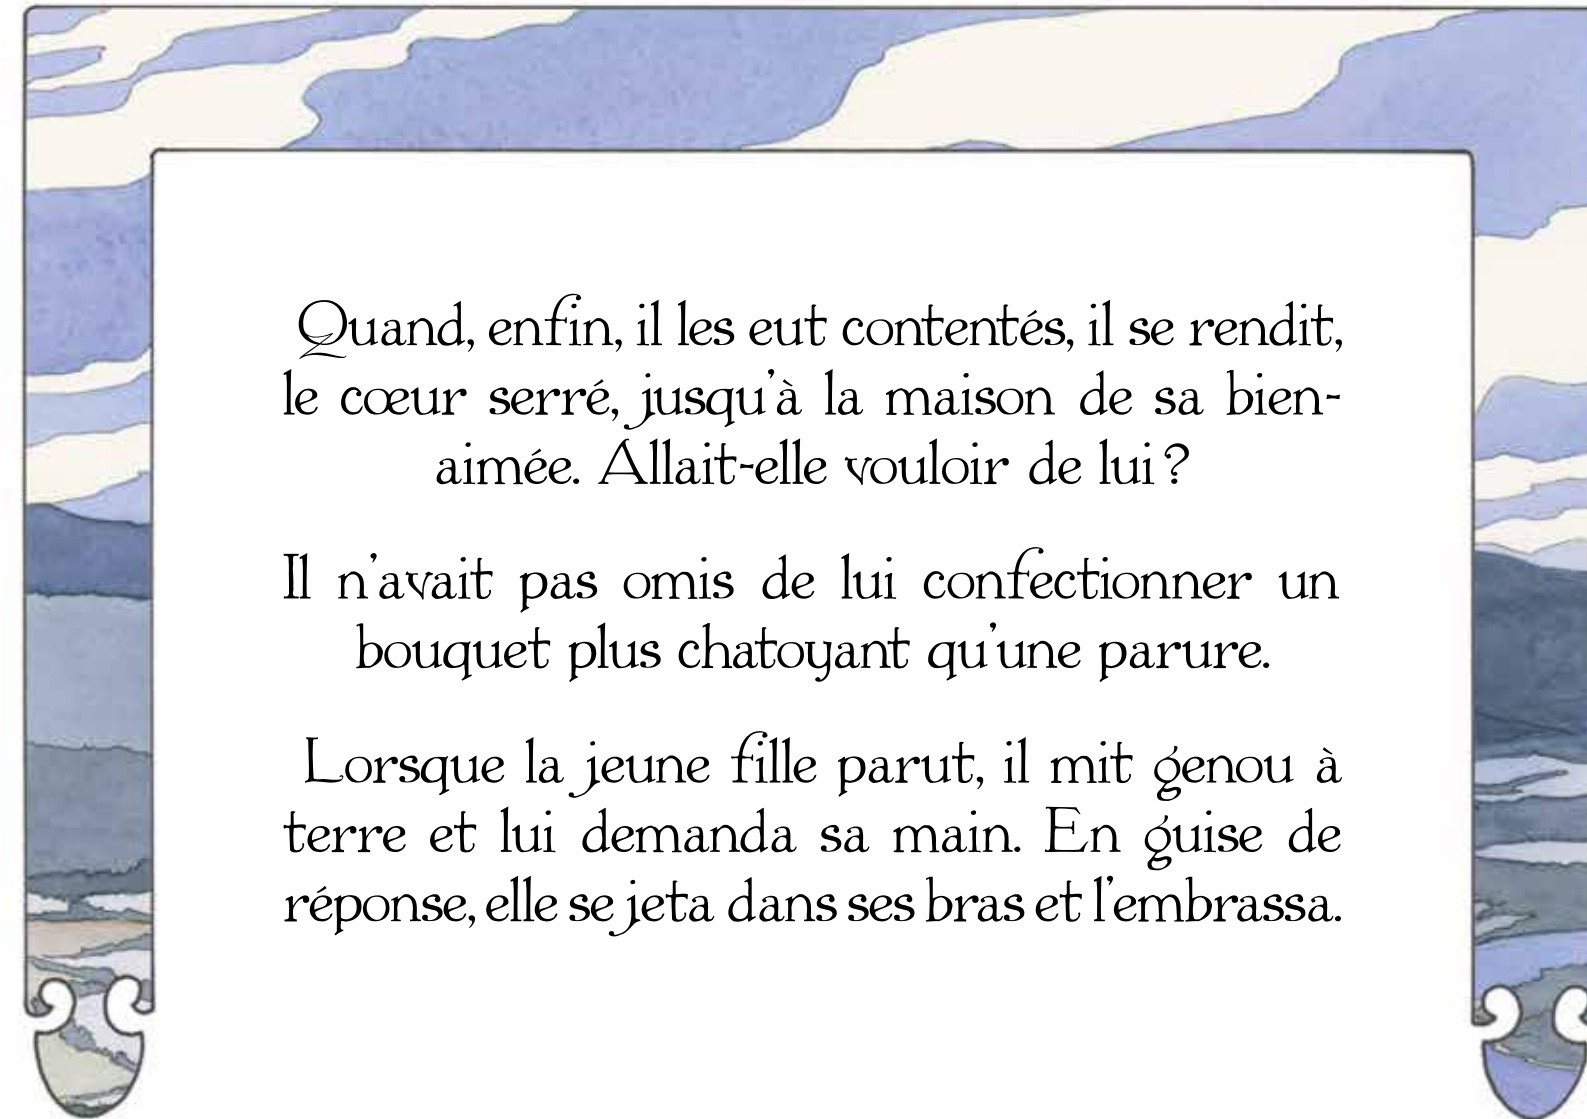 Quand, enfin, il les eut contentés, il se rendit,
le cœur serré, jusqu'à la maison de sa bien-
aimée. Allait-elle vouloir de lui ?
Il n'avait pas omis de lui confectionner un
bouquet plus chatoyant qu'une parure.
Lorsque la jeune fille parut, il mit genou à
terre et lui demanda sa main. En guise de
réponse, elle se jeta dans ses bras et l'embrassa.